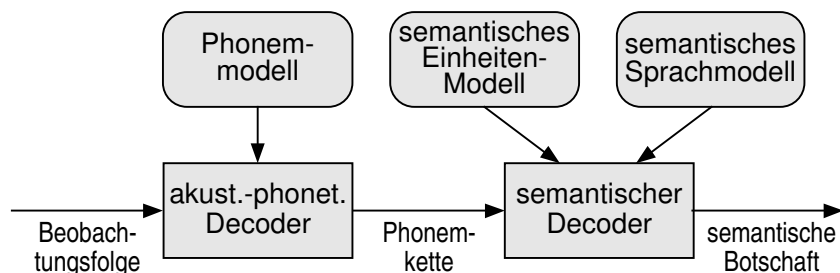 Phonem-
modell
semantisches
Einheiten-
Modell
semantisches
Sprachmodell
akust.-phonet.
Decoder
semantischer
Decoder
Beobach-
tungsfolge
Phonem-
kette
semantische
Botschaft